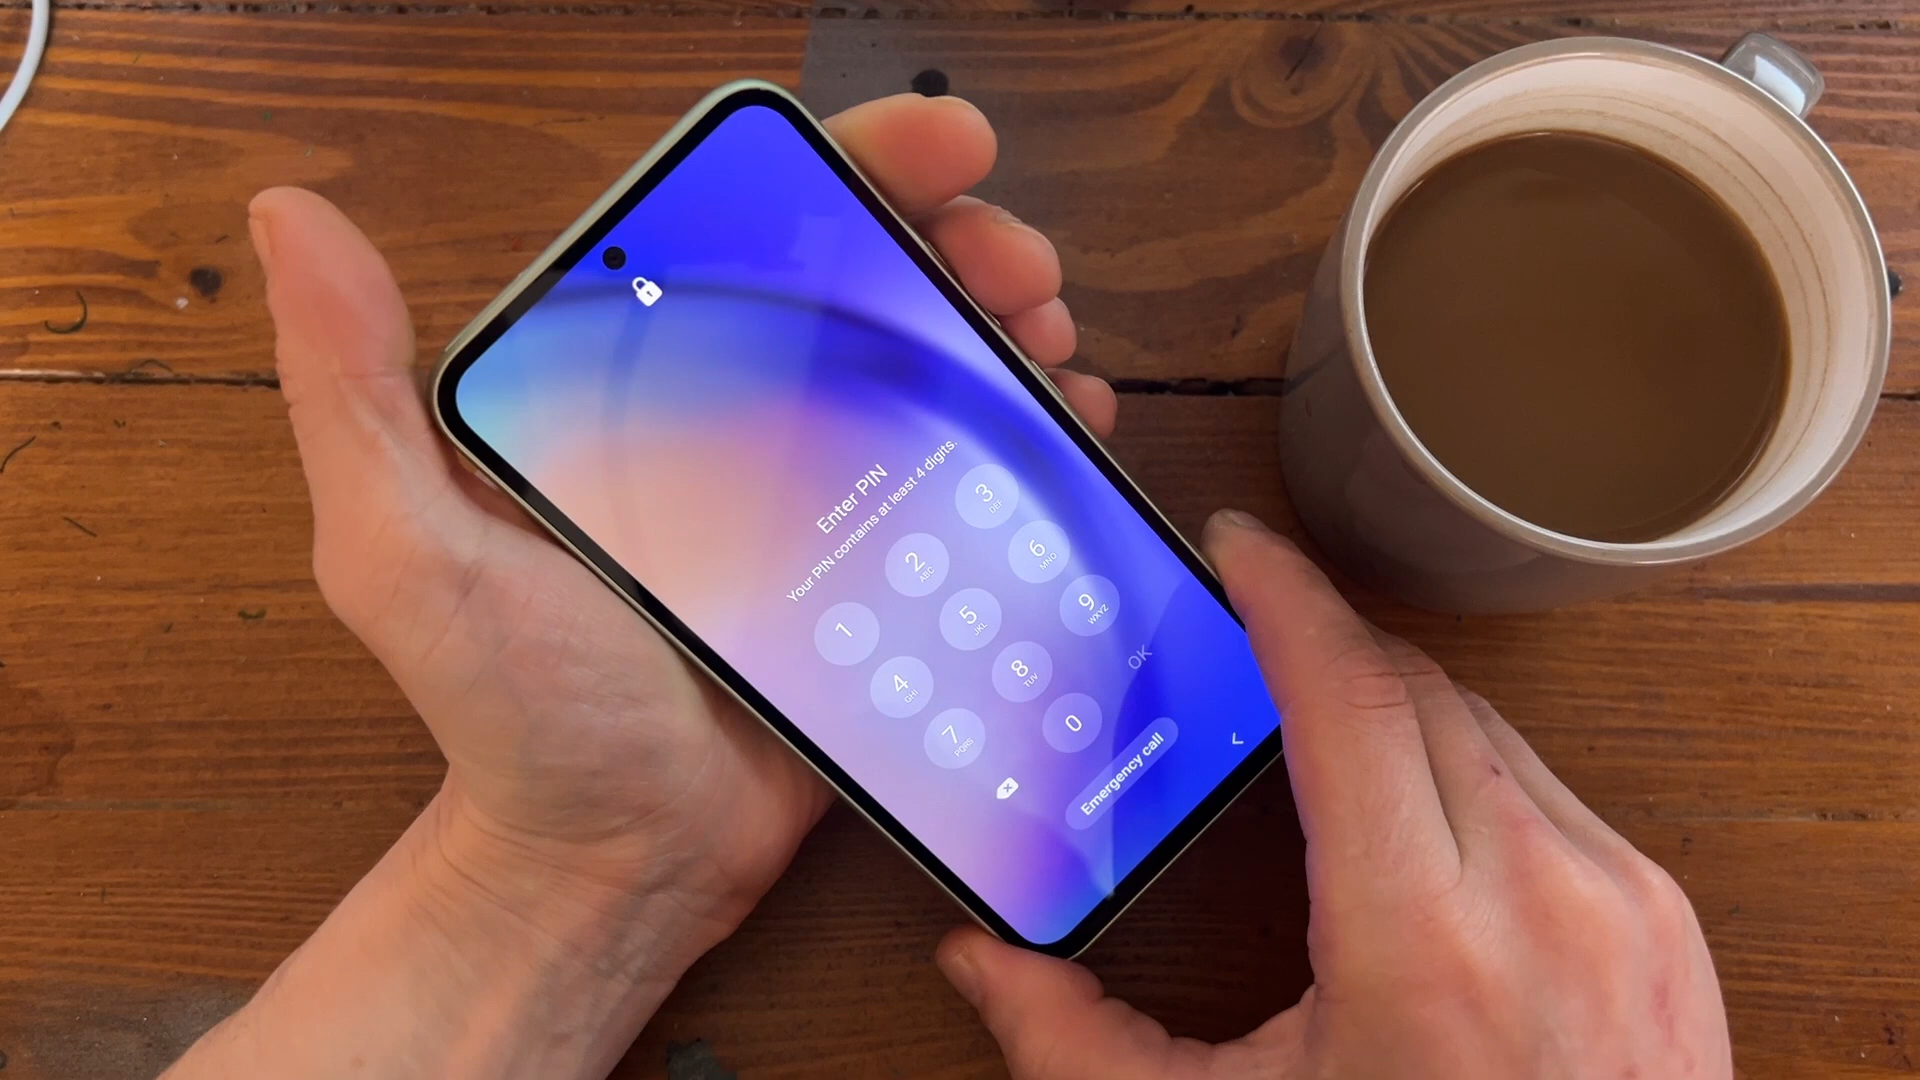 Enter PIN
Your PIN contains at least 4 digits.
1
2 ABC
3 DEF
4 GHI
5 JKL
6 MNO
7 PQRS
8 TUV
9 WXYZ
0
OK
Emergency call